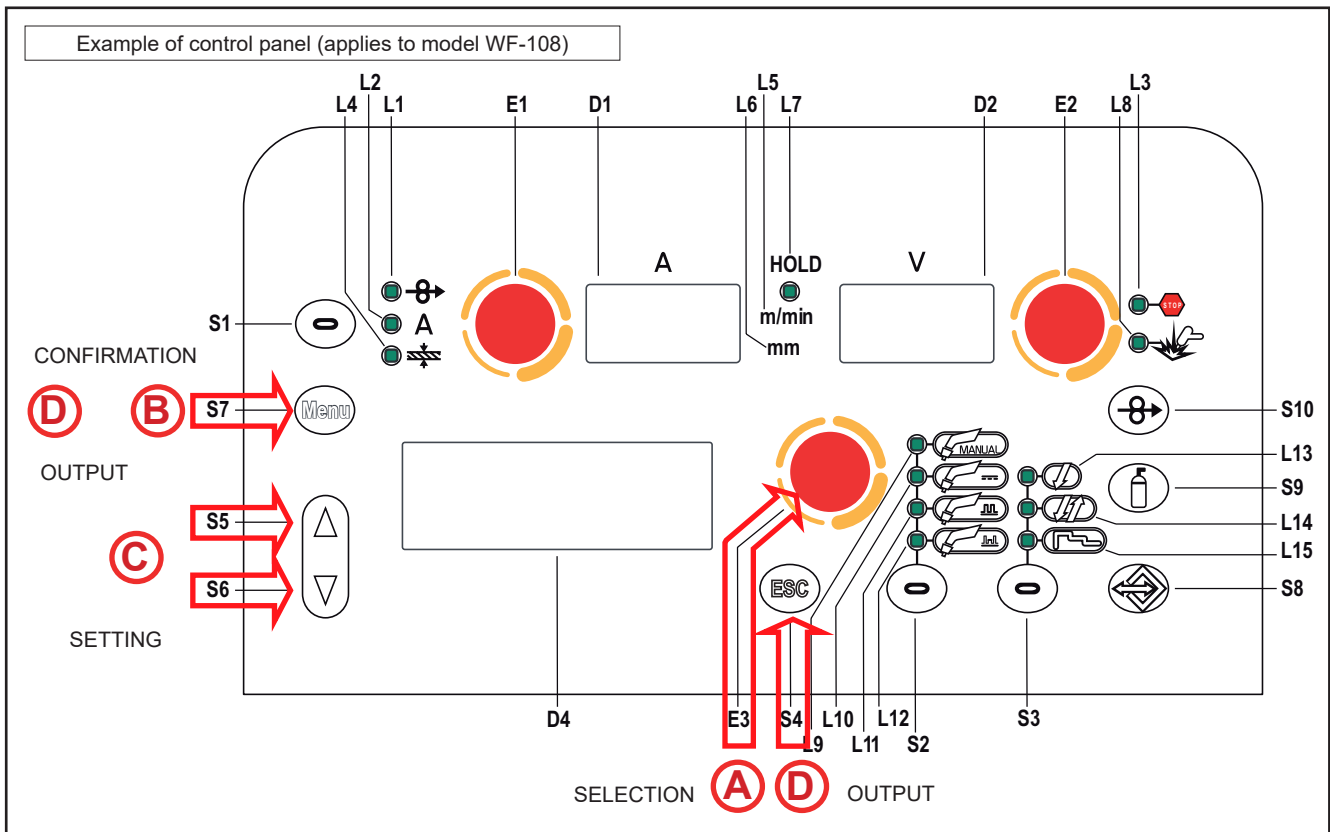 Example of control panel (applies to model WF-108)
L2 L5 L3
L4 L1 E1 D1 L6 L7 D2 E2 L8
A HOLD V
m/min
mm
STOP
S1
A
CONFIRMATION
D B S7 Menu
OUTPUT
S10
MANUAL
L13
S9
L14
L15
S5
C
S6
ESC
S8
SETTING
D4 E3 S4 L10 L12 S3
L9 L11 S2
SELECTION A D OUTPUT